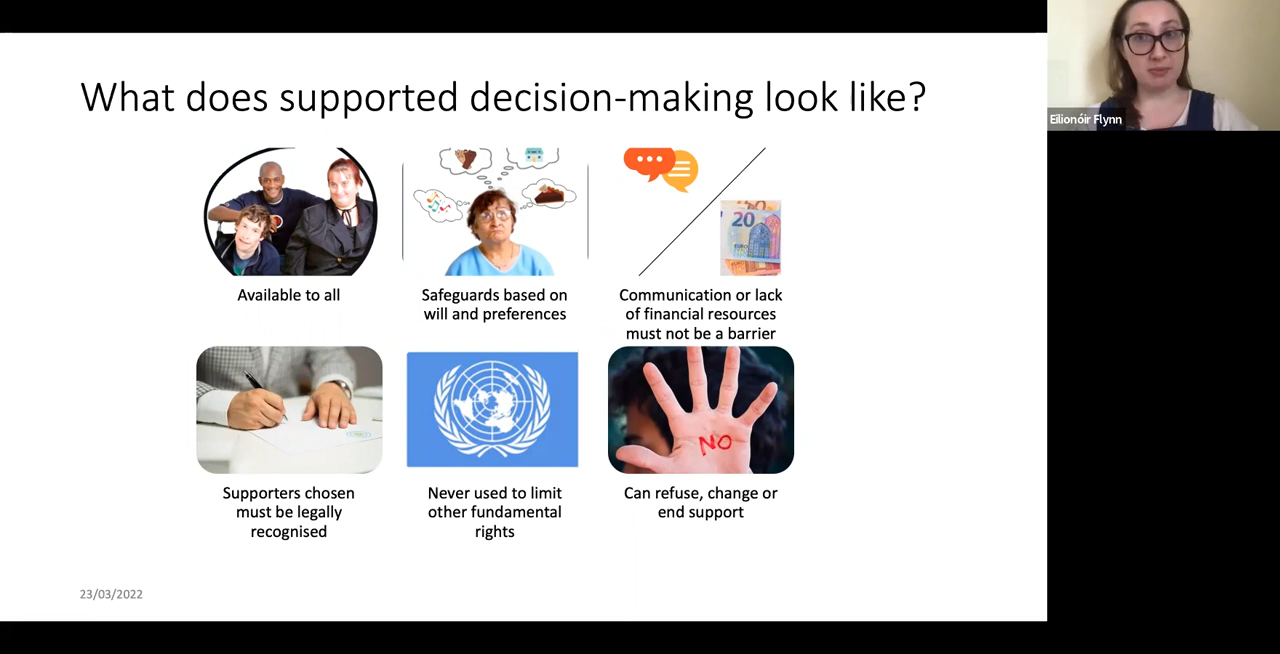 What does supported decision-making look like?
Eilionóir Flynn
20
EURO
Available to all
Safeguards based on
will and preferences
Communication or lack
of financial resources
must not be a barrier
NO
Supporters chosen
must be legally
recognised
Never used to limit
other fundamental
rights
Can refuse, change or
end support
23/03/2022